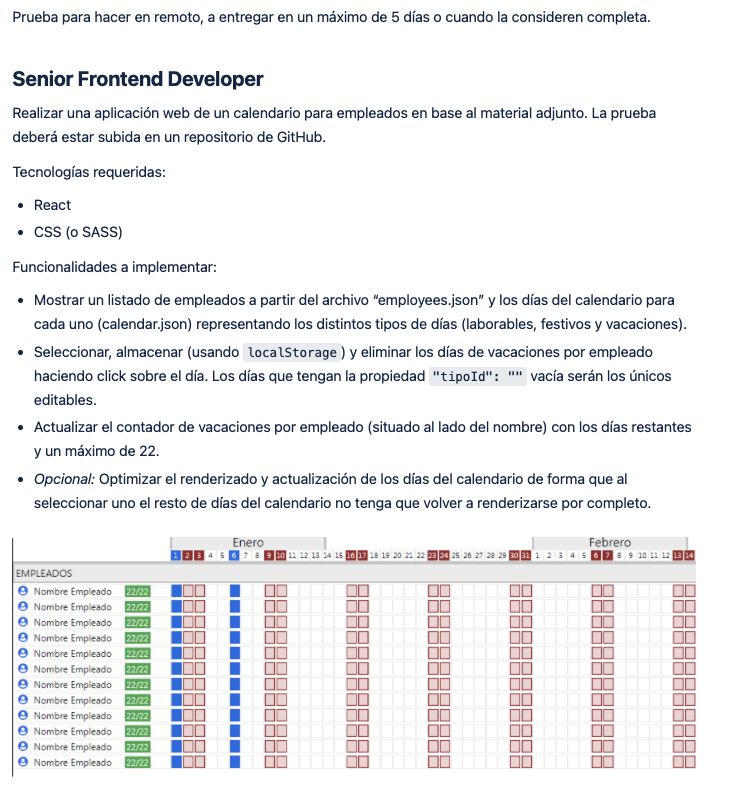 Prueba para hacer en remoto, a entregar en un máximo de 5 días o cuando la consideren completa.
Senior Frontend Developer
Realizar una aplicación web de un calendario para empleados en base al material adjunto. La prueba
deberá estar subida en un repositorio de GitHub.
Tecnologías requeridas:
• React
• CSS (o SASS)
Funcionalidades a implementar:
• Mostrar un listado de empleados a partir del archivo “employees.json” y los días del calendario para
cada uno (calendar.json) representando los distintos tipos de días (laborables, festivos y vacaciones).
• Seleccionar, almacenar (usando localStorage) y eliminar los días de vacaciones por empleado
haciendo click sobre el día. Los días que tengan la propiedad "tipoId": "" vacía serán los únicos
editables.
• Actualizar el contador de vacaciones por empleado (situado al lado del nombre) con los días restantes
y un máximo de 22.
• Opcional: Optimizar el renderizado y actualización de los días del calendario de forma que al
seleccionar uno el resto de días del calendario no tenga que volver a renderizarse por completo.
Enero Febrero
1 2 3 4 5 6 7 8 9 10 11 12 13 14 15 16 17 18 19 20 21 22 23 24 25 26 27 28 29 30 31 1 2 3 4 5 6 7 8 9 10 11 12 13 14
EMPLEADOS
Nombre Empleado 22/22
Nombre Empleado 22/22
Nombre Empleado 22/22
Nombre Empleado 22/22
Nombre Empleado 22/22
Nombre Empleado 22/22
Nombre Empleado 22/22
Nombre Empleado 22/22
Nombre Empleado 22/22
Nombre Empleado 22/22
Nombre Empleado 22/22
Nombre Empleado 22/22